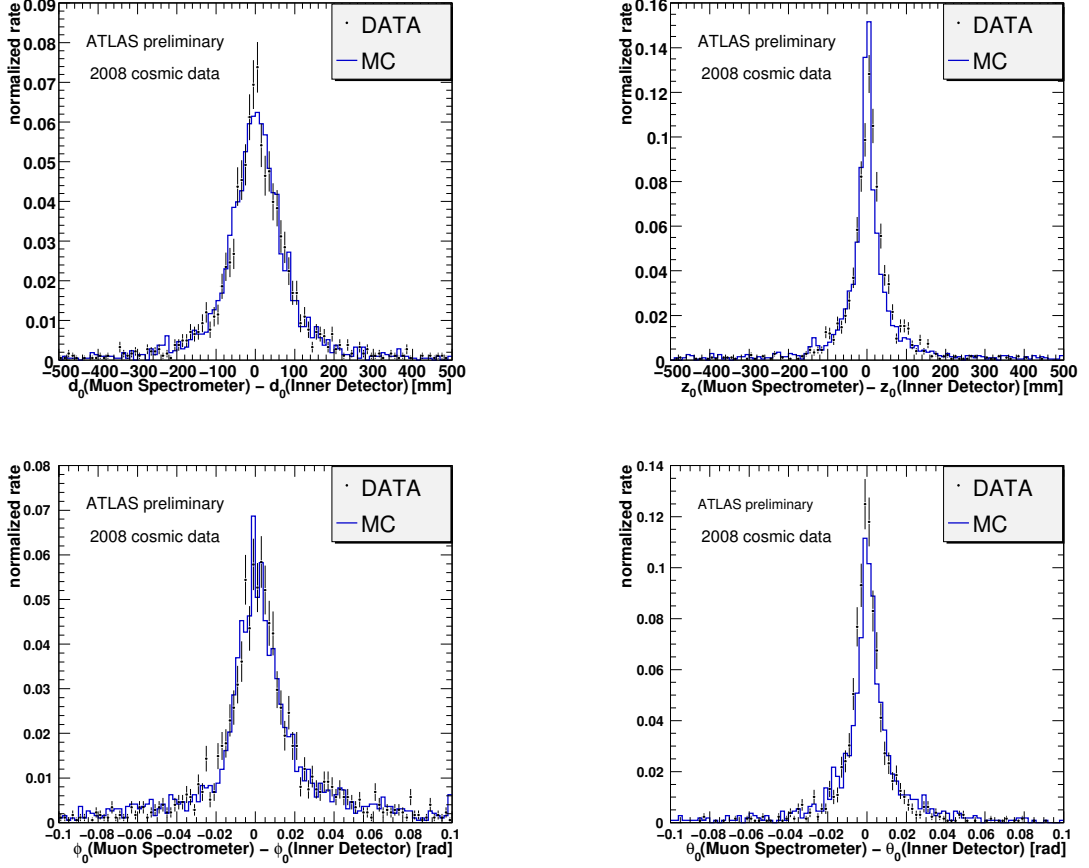 0.09
0.08
0.07
0.06
0.05
0.04
0.03
0.02
0.01
0
normalized rate
ATLAS preliminary
2008 cosmic data
DATA
MC
−500 −400 −300 −200 −100 0 100 200 300 400 500
d0(Muon Spectrometer) − d0(Inner Detector) [mm]
0.16
0.14
0.12
0.1
0.08
0.06
0.04
0.02
0
normalized rate
ATLAS preliminary
2008 cosmic data
DATA
MC
−500 −400 −300 −200 −100 0 100 200 300 400 500
z0(Muon Spectrometer) − z0(Inner Detector) [mm]
0.08
0.07
0.06
0.05
0.04
0.03
0.02
0.01
0
normalized rate
ATLAS preliminary
2008 cosmic data
DATA
MC
−0.1 −0.08 −0.06 −0.04 −0.02 0 0.02 0.04 0.06 0.08 0.1
ϕ0(Muon Spectrometer) − ϕ0(Inner Detector) [rad]
0.14
0.12
0.1
0.08
0.06
0.04
0.02
0
normalized rate
ATLAS preliminary
2008 cosmic data
DATA
MC
−0.1 −0.08 −0.06 −0.04 −0.02 0 0.02 0.04 0.06 0.08 0.1
θ0(Muon Spectrometer) − θ0(Inner Detector) [rad]